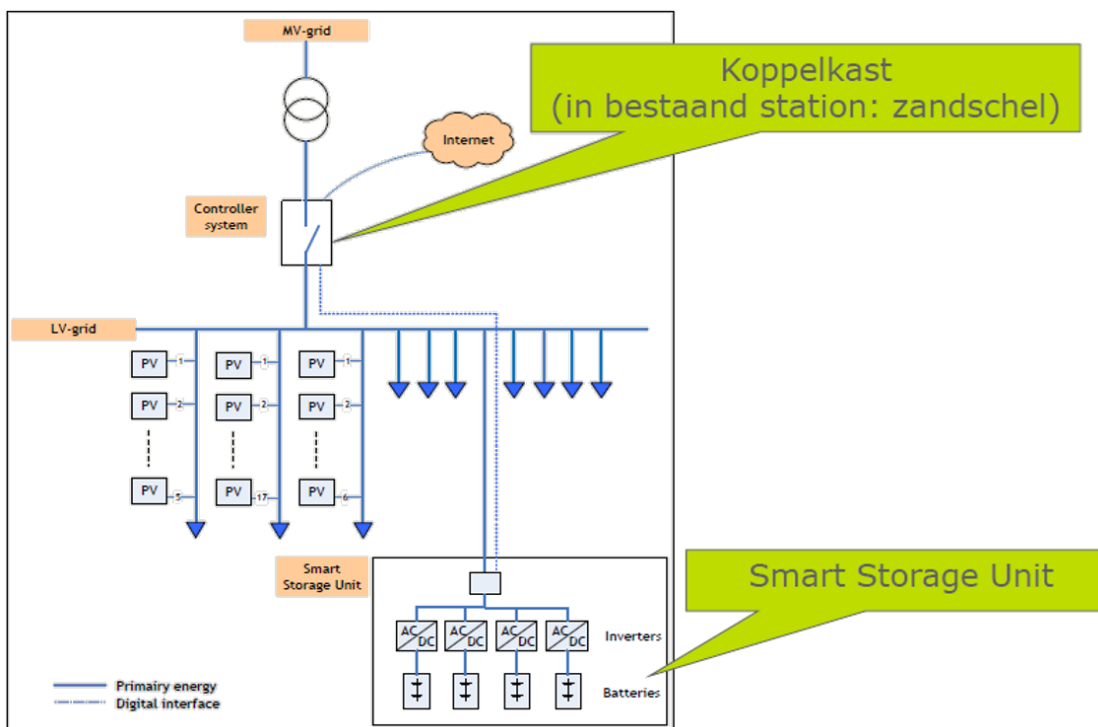 MV-grid
Koppelkast
(in bestaand station: zandschel)
Internet
Controller
system
LV-grid
PV 1 PV 1 PV 1
PV 2 PV 2 PV 2
PV 5 PV 17 PV 6
Smart
Storage Unit
Smart Storage Unit
AC/DC AC/DC AC/DC AC/DC Inverters
Batteries
Primairy energy
Digital interface